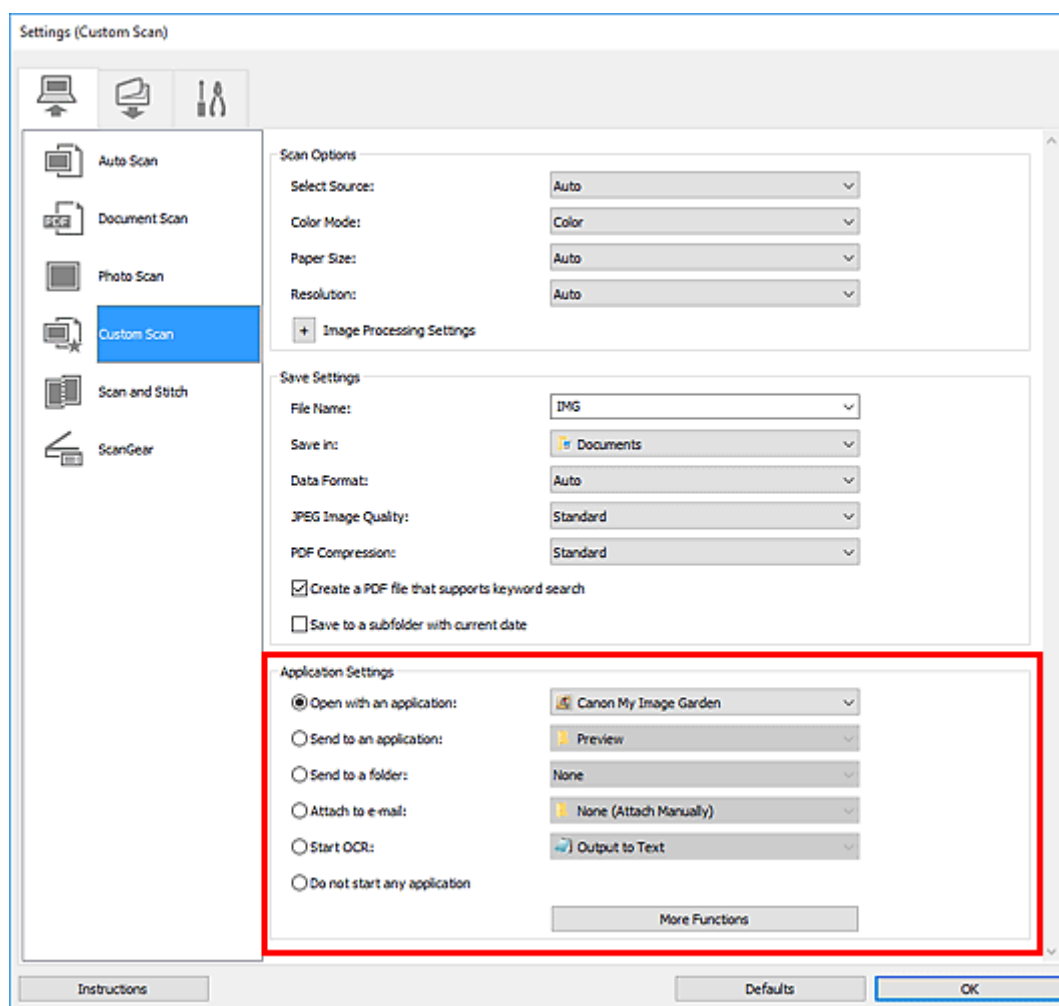 Settings (Custom Scan)
Auto Scan
PDF
Document Scan
Photo Scan
Custom Scan
Scan and Stitch
ScanGear
Scan Options
Select Source: Auto
Color Mode: Color
Paper Size: Auto
Resolution: Auto
+ Image Processing Settings
Save Settings
File Name: IMG
Save in: Documents
Data Format: Auto
JPEG Image Quality: Standard
PDF Compression: Standard
Create a PDF file that supports keyword search
Save to a subfolder with current date
Application Settings
Open with an application: Canon My Image Garden
Send to an application: Preview
Send to a folder: None
Attach to e-mail: None (Attach Manually)
Start OCR: Output to Text
Do not start any application
More Functions
Instructions Defaults OK